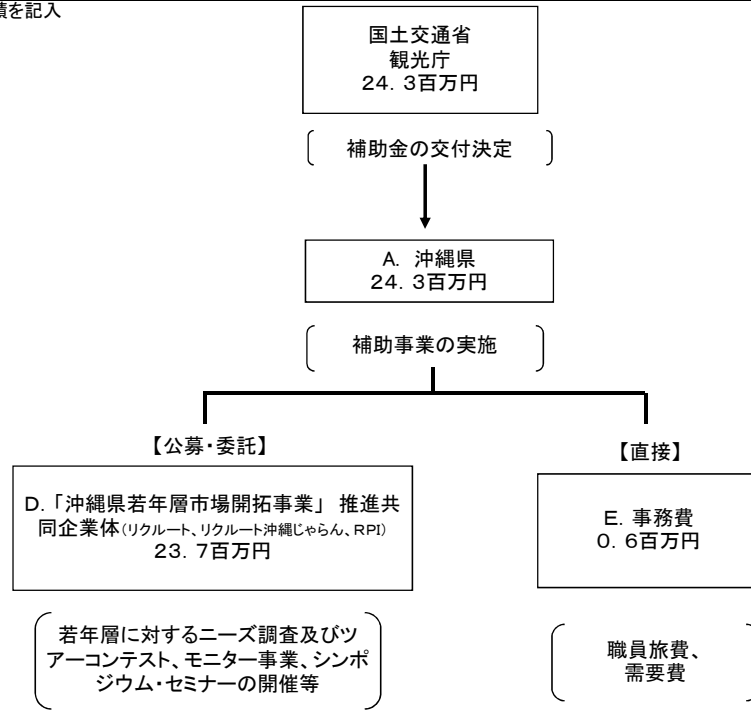 績を記入
国土交通省
観光庁
24．3百万円
補助金の交付決定
A．沖縄県
24．3百万円
補助事業の実施
【公募・委託】
D．「沖縄県若年層市場開拓事業」 推進共
同企業体(リクルート、リクルート沖縄じゃらん、RPI)
23．7百万円
若年層に対するニーズ調査及びツ
アーコンテスト、モニター事業、シンポ
ジウム・セミナーの開催等
【直接】
E．事務費
0．6百万円
職員旅費、
需要費